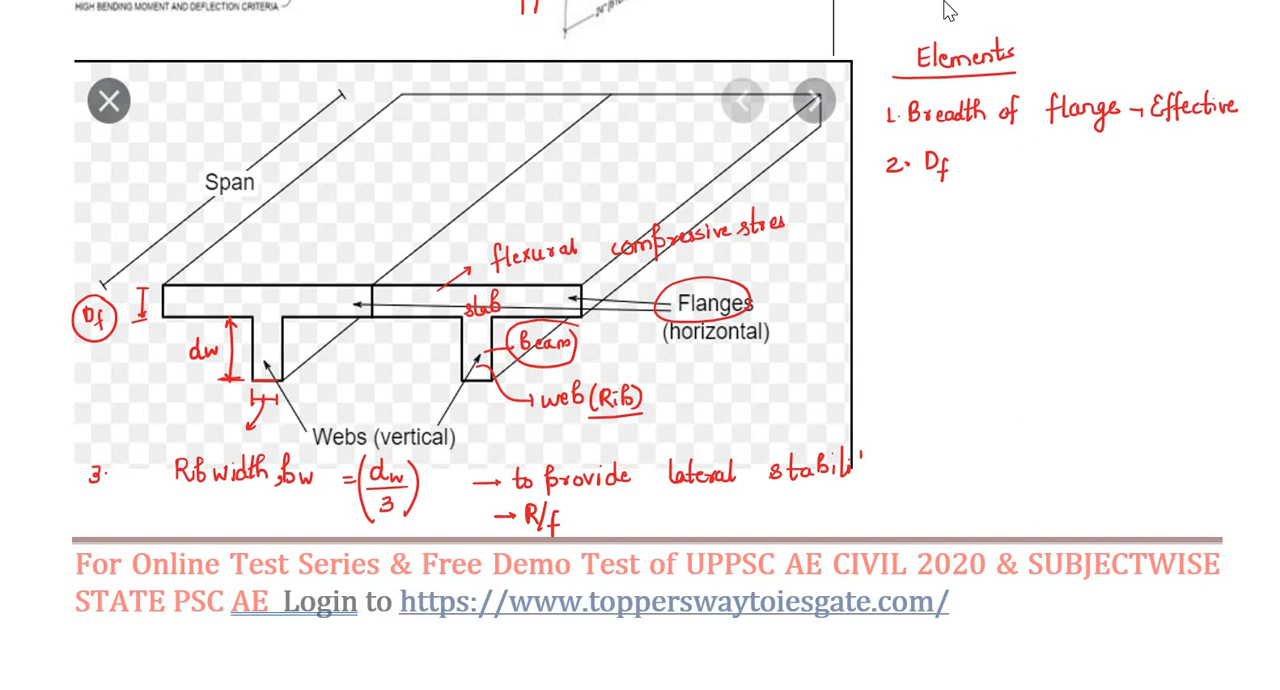 HIGH BENDING MOMENT AND DEFLECTION CRITERIA
Elements
1. Breadth of flange → Effective
2. Df
Span
flexural compressive stres
slab
Flanges
(horizontal)
Df
dw
Beam
web (Rib)
Webs (vertical)
3. Rib width, bw = (dw/3) → to provide lateral stabili
→ R/f
For Online Test Series & Free Demo Test of UPPSC AE CIVIL 2020 & SUBJECTWISE
STATE PSC AE Login to https://www.topperswaytoiesgate.com/